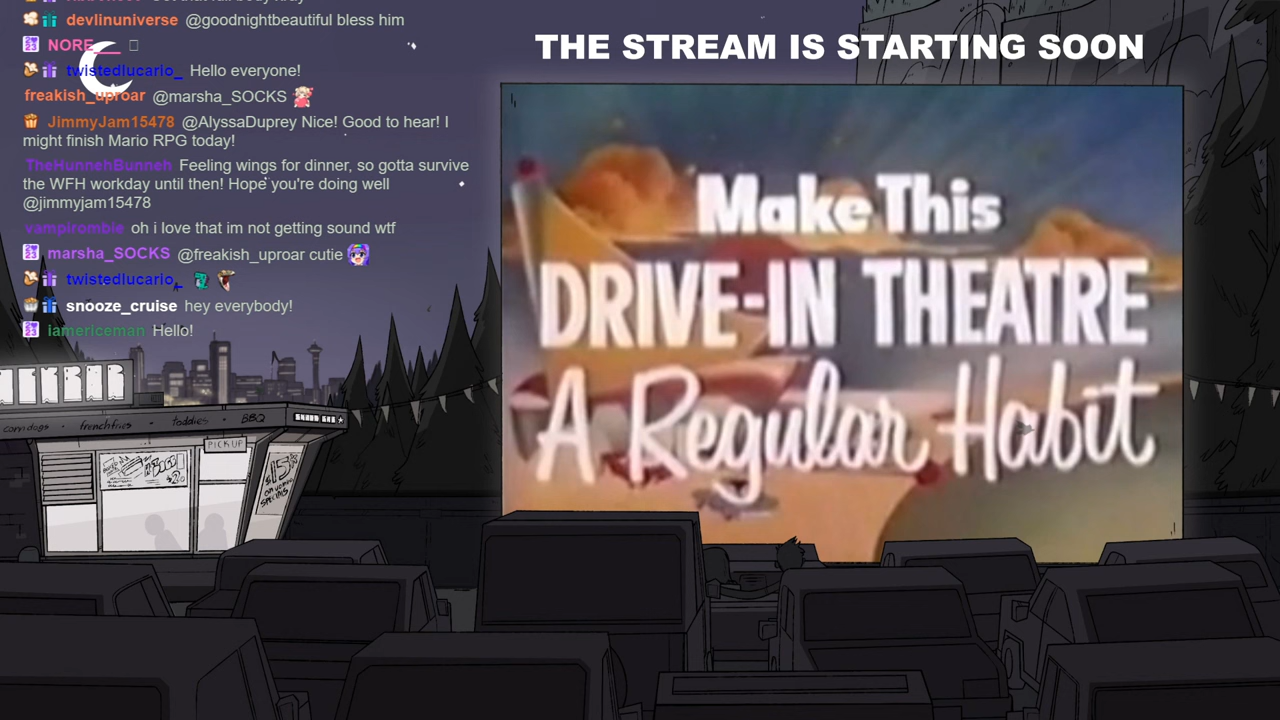 THE STREAM IS STARTING SOON
devlinuniverse @goodnightbeautiful bless him
NORE___
twistedlucario_ Hello everyone!
freakish_uproar @marsha_SOCKS
JimmyJam15478 @AlyssaDuprey Nice! Good to hear! I
might finish Mario RPG today!
TheHunnehBunneh Feeling wings for dinner, so gotta survive
the WFH workday until then! Hope you're doing well
@jimmyjam15478
vampirombie oh i love that im not getting sound wtf
marsha_SOCKS @freakish_uproar cutie
twistedlucario_
snooze_cruise hey everybody!
iamericeman Hello!
Make This
DRIVE-IN THEATRE
A Regular Habit
corndogs · frenchfries · toddies · BBQ
PICKUP